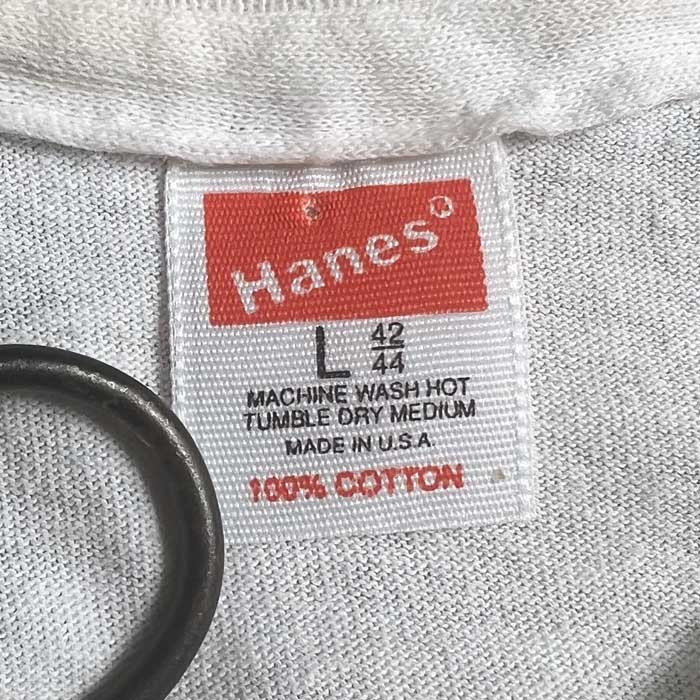 Hanes
L 42/44
MACHINE WASH HOT
TUMBLE DRY MEDIUM
MADE IN U.S.A.
100% COTTON